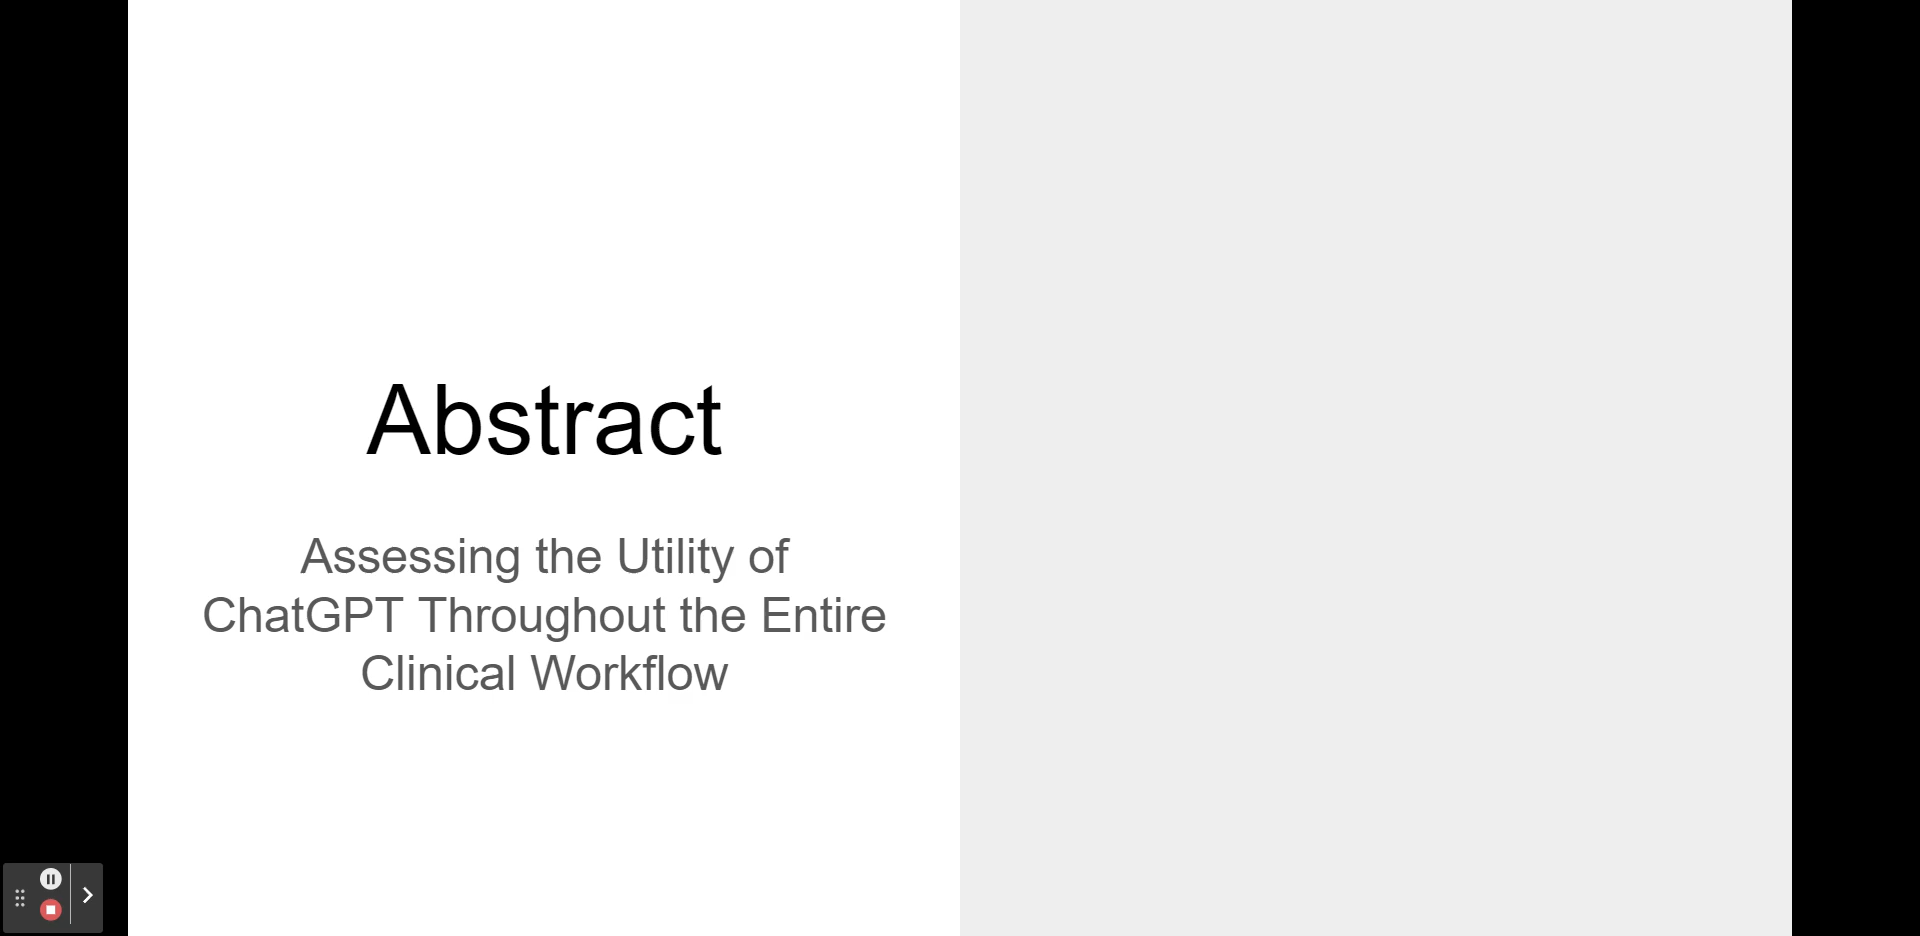 Abstract
Assessing the Utility of
ChatGPT Throughout the Entire
Clinical Workflow